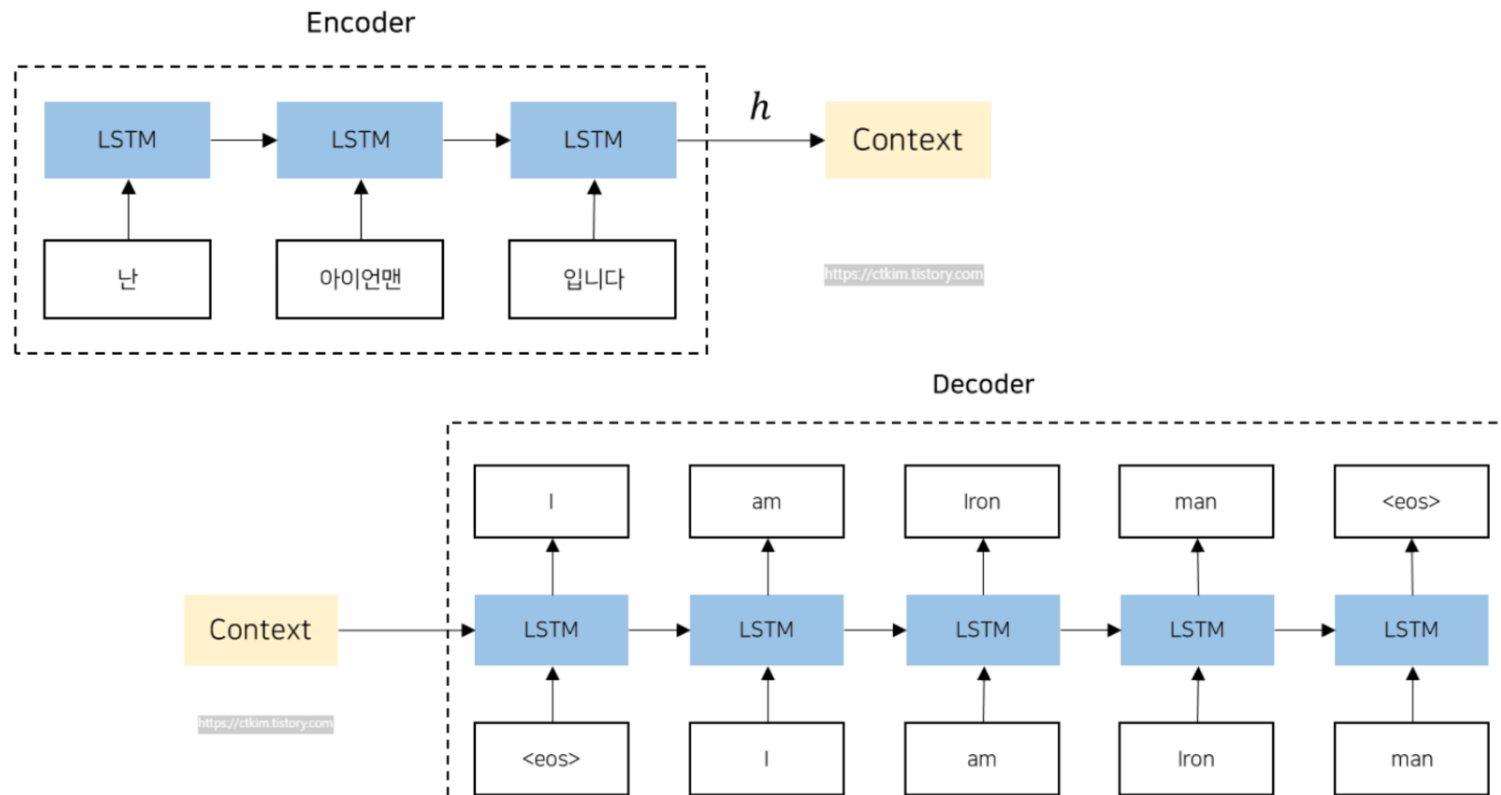 Encoder
LSTM
LSTM
LSTM
h
Context
난
아이언맨
입니다
https://ctkim.tistory.com
Decoder
I
am
Iron
man
<eos>
Context
LSTM
LSTM
LSTM
LSTM
LSTM
https://ctkim.tistory.com
<eos>
I
am
Iron
man